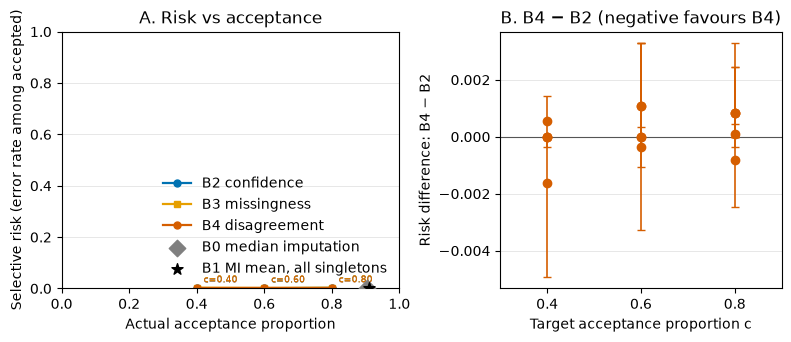 A. Risk vs acceptance
Selective risk (error rate among accepted)
1.0
0.8
0.6
0.4
0.2
0.0
B2 confidence
B3 missingness
B4 disagreement
B0 median imputation
B1 MI mean, all singletons
c=0.40
c=0.60
c=0.80
0.0
0.2
0.4
0.6
0.8
1.0
Actual acceptance proportion
B. B4 − B2 (negative favours B4)
Risk difference: B4 − B2
0.002
0.000
−0.002
−0.004
0.4
0.6
0.8
Target acceptance proportion c